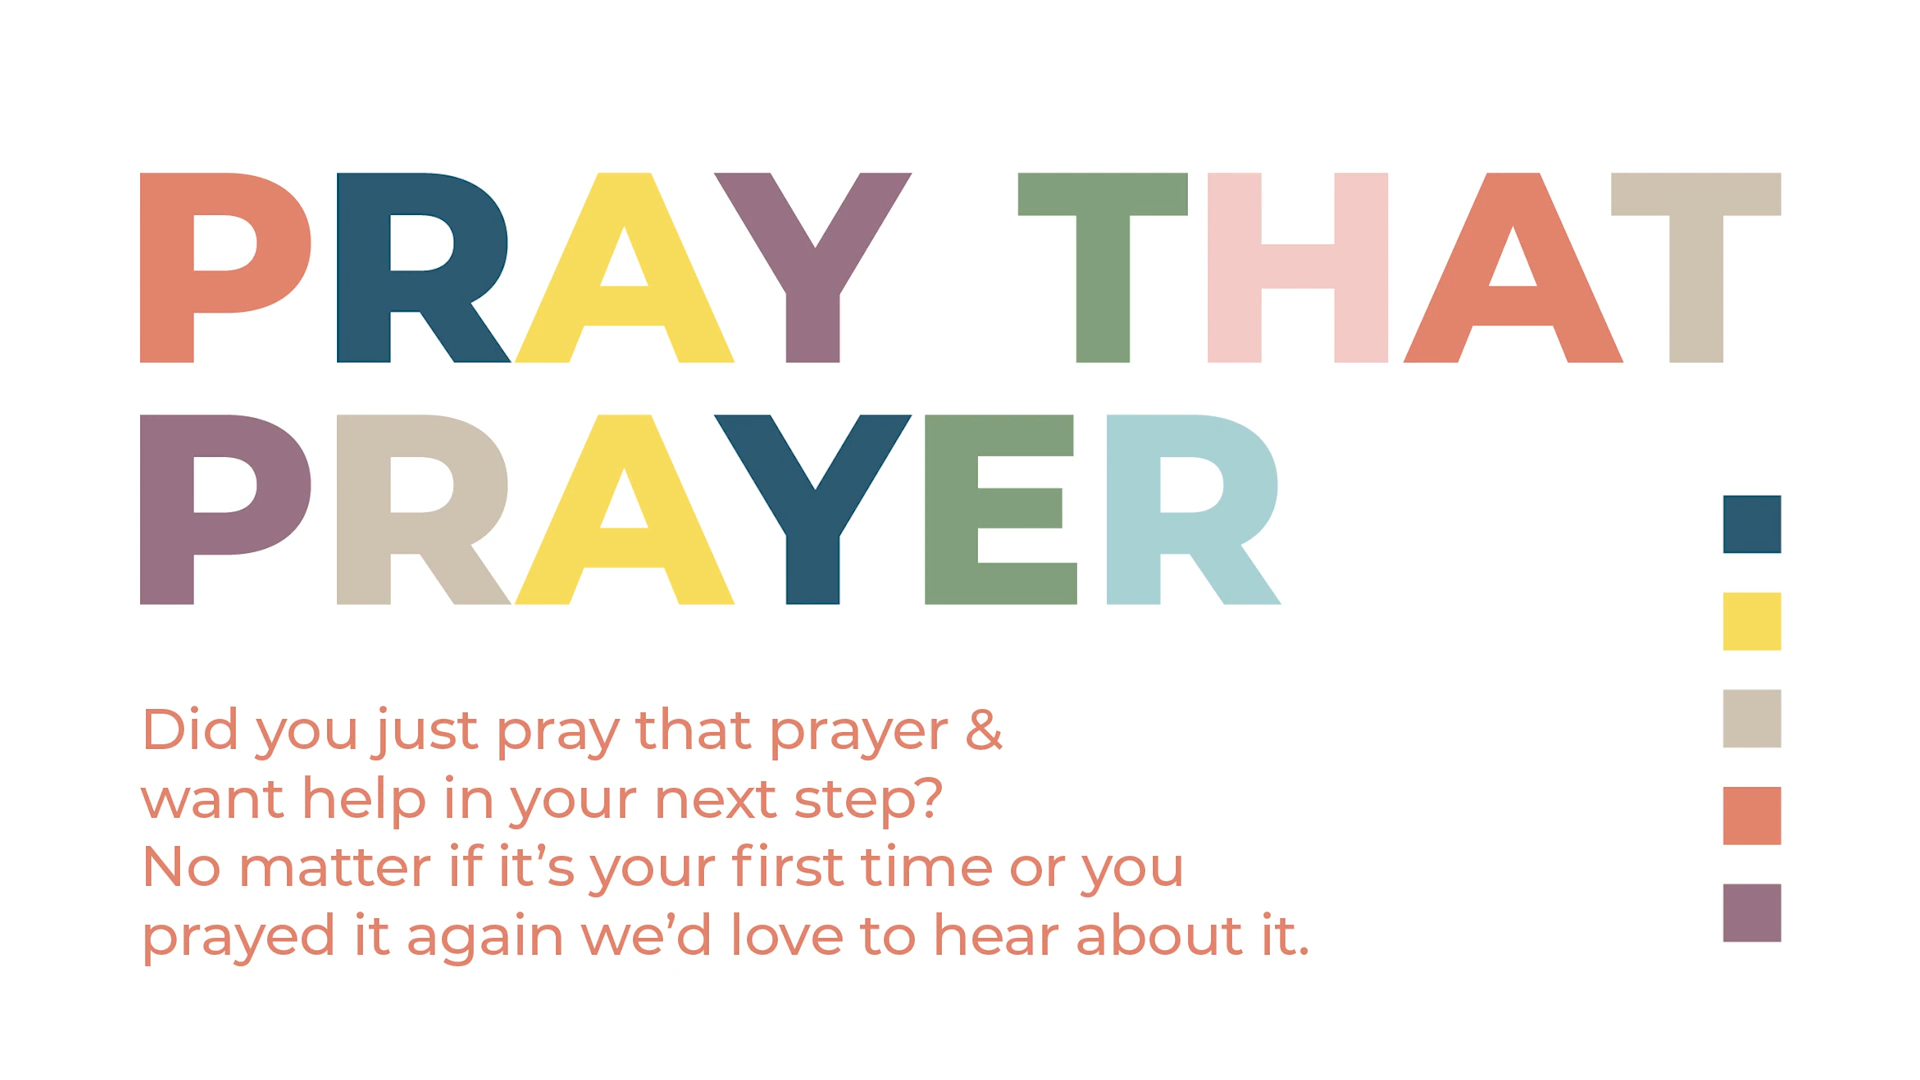 PRAY THAT
PRAYER
Did you just pray that prayer &
want help in your next step?
No matter if it’s your first time or you
prayed it again we’d love to hear about it.